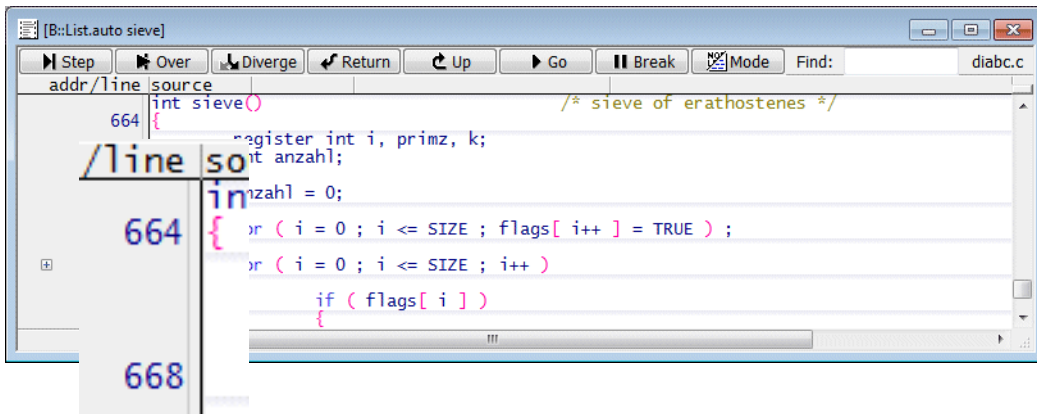 [B::List.auto sieve]
Step Over Diverge Return Up Go Break Mode Find: diabc.c
addr/line source
int sieve() /* sieve of erathostenes */
664 {
register int i, primz, k;
/line so
nt anzahl;
in
nzahl = 0;
664 {
or ( i = 0 ; i <= SIZE ; flags[ i++ ] = TRUE ) ;
or ( i = 0 ; i <= SIZE ; i++ )
if ( flags[ i ] )
{
668